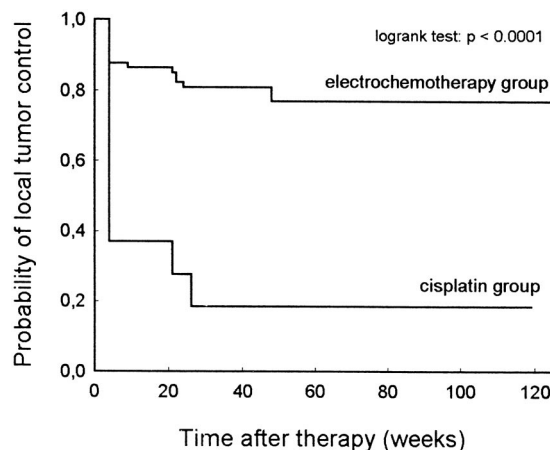 1,0
logrank test: p < 0.0001
electrochemotherapy group
0,8
0,6
0,4
cisplatin group
0,2
0,0
0 20 40 60 80 100 120
Time after therapy (weeks)
Probability of local tumor control